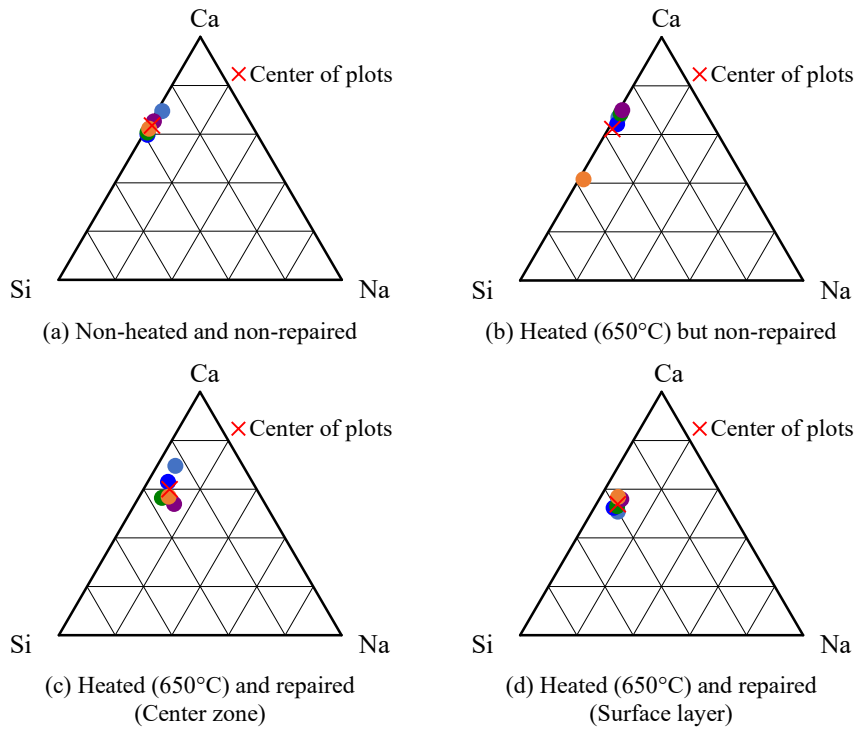 Ca
× Center of plots
Si
Na
(a) Non-heated and non-repaired
Ca
× Center of plots
Si
Na
(b) Heated (650°C) but non-repaired
Ca
× Center of plots
Si
Na
(c) Heated (650°C) and repaired
(Center zone)
Ca
× Center of plots
Si
Na
(d) Heated (650°C) and repaired
(Surface layer)